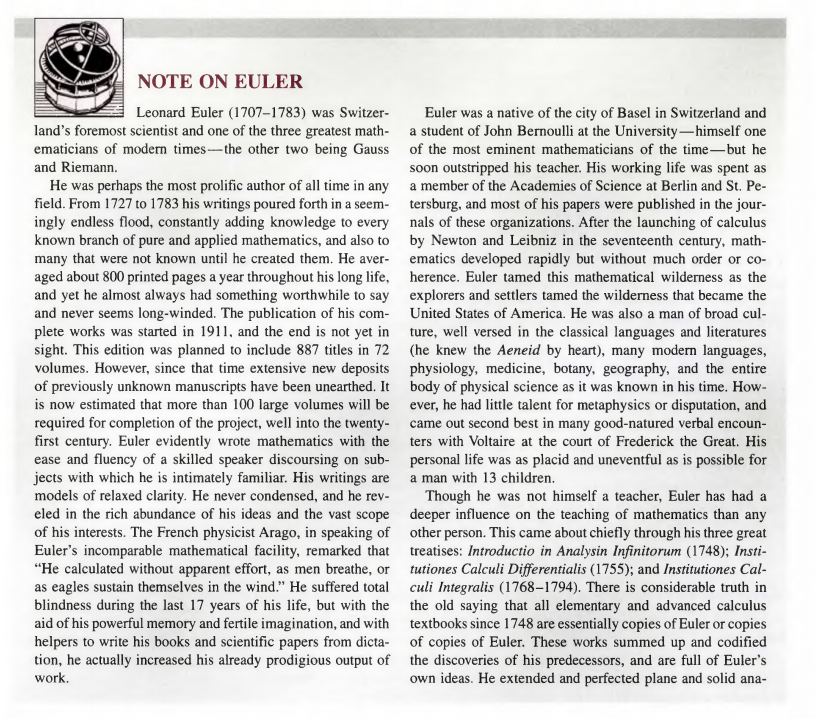 NOTE ON EULER
Leonard Euler (1707–1783) was Switzer-
land's foremost scientist and one of the three greatest math-
ematicians of modern times—the other two being Gauss
and Riemann.
He was perhaps the most prolific author of all time in any
field. From 1727 to 1783 his writings poured forth in a seem-
ingly endless flood, constantly adding knowledge to every
known branch of pure and applied mathematics, and also to
many that were not known until he created them. He aver-
aged about 800 printed pages a year throughout his long life,
and yet he almost always had something worthwhile to say
and never seems long-winded. The publication of his com-
plete works was started in 1911, and the end is not yet in
sight. This edition was planned to include 887 titles in 72
volumes. However, since that time extensive new deposits
of previously unknown manuscripts have been unearthed. It
is now estimated that more than 100 large volumes will be
required for completion of the project, well into the twenty-
first century. Euler evidently wrote mathematics with the
ease and fluency of a skilled speaker discoursing on sub-
jects with which he is intimately familiar. His writings are
models of relaxed clarity. He never condensed, and he rev-
eled in the rich abundance of his ideas and the vast scope
of his interests. The French physicist Arago, in speaking of
Euler's incomparable mathematical facility, remarked that
"He calculated without apparent effort, as men breathe, or
as eagles sustain themselves in the wind." He suffered total
blindness during the last 17 years of his life, but with the
aid of his powerful memory and fertile imagination, and with
helpers to write his books and scientific papers from dicta-
tion, he actually increased his already prodigious output of
work.
Euler was a native of the city of Basel in Switzerland and
a student of John Bernoulli at the University—himself one
of the most eminent mathematicians of the time—but he
soon outstripped his teacher. His working life was spent as
a member of the Academies of Science at Berlin and St. Pe-
tersburg, and most of his papers were published in the jour-
nals of these organizations. After the launching of calculus
by Newton and Leibniz in the seventeenth century, math-
ematics developed rapidly but without much order or co-
herence. Euler tamed this mathematical wilderness as the
explorers and settlers tamed the wilderness that became the
United States of America. He was also a man of broad cul-
ture, well versed in the classical languages and literatures
(he knew the Aeneid by heart), many modern languages,
physiology, medicine, botany, geography, and the entire
body of physical science as it was known in his time. How-
ever, he had little talent for metaphysics or disputation, and
came out second best in many good-natured verbal encoun-
ters with Voltaire at the court of Frederick the Great. His
personal life was as placid and uneventful as is possible for
a man with 13 children.
Though he was not himself a teacher, Euler has had a
deeper influence on the teaching of mathematics than any
other person. This came about chiefly through his three great
treatises: Introductio in Analysin Infinitorum (1748); Insti-
tutiones Calculi Differentialis (1755); and Institutiones Cal-
culi Integralis (1768–1794). There is considerable truth in
the old saying that all elementary and advanced calculus
textbooks since 1748 are essentially copies of Euler or copies
of copies of Euler. These works summed up and codified
the discoveries of his predecessors, and are full of Euler's
own ideas. He extended and perfected plane and solid ana-